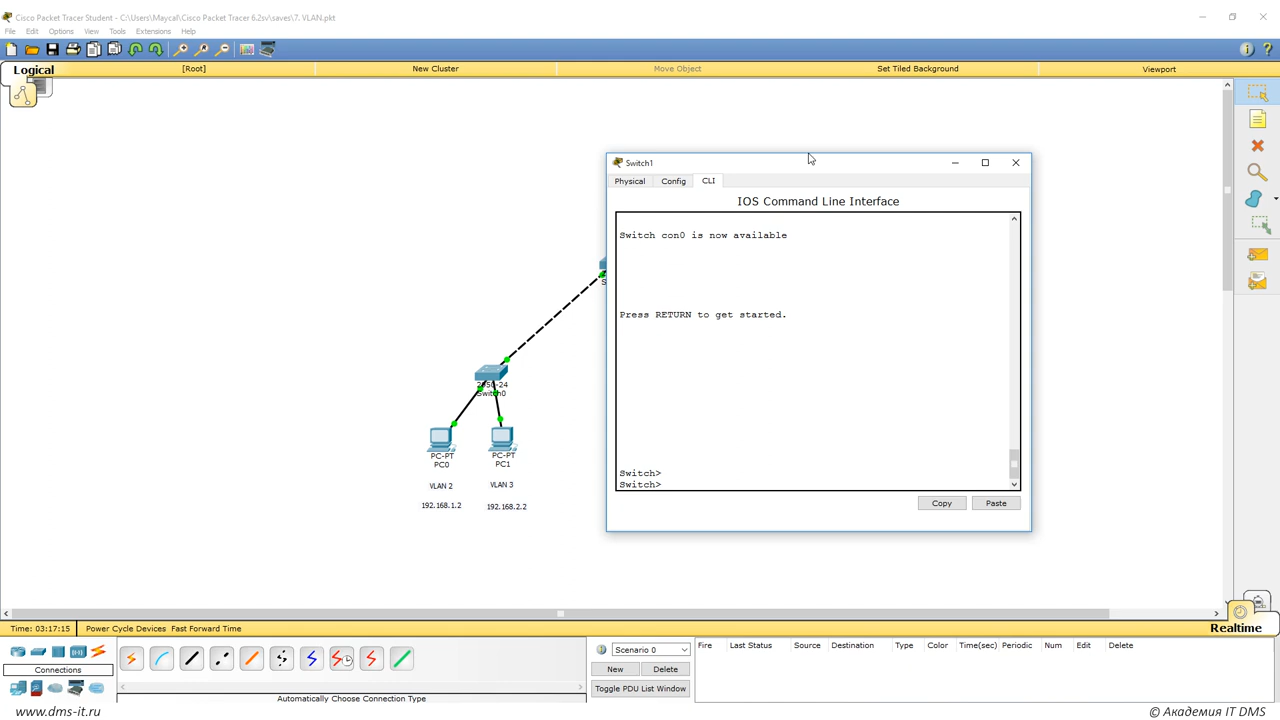 Cisco Packet Tracer Student - C:\Users\Maycal\Cisco Packet Tracer 6.2sv\saves\7. VLAN.pkt
File Edit Options View Tools Extensions Help
Logical [Root] New Cluster Move Object Set Tiled Background Viewport
Switch1
Physical Config CLI
IOS Command Line Interface
Switch con0 is now available
Press RETURN to get started.
Switch>
Switch>
Copy Paste
2950-24
Switch0
PC-PT
PC0
PC-PT
PC1
VLAN 2
VLAN 3
192.168.1.2
192.168.2.2
Time: 03:17:15 Power Cycle Devices Fast Forward Time
Realtime
Connections
Automatically Choose Connection Type
Scenario 0
New Delete
Toggle PDU List Window
Fire Last Status Source Destination Type Color Time(sec) Periodic Num Edit Delete
www.dms-it.ru
© Академия IT DMS